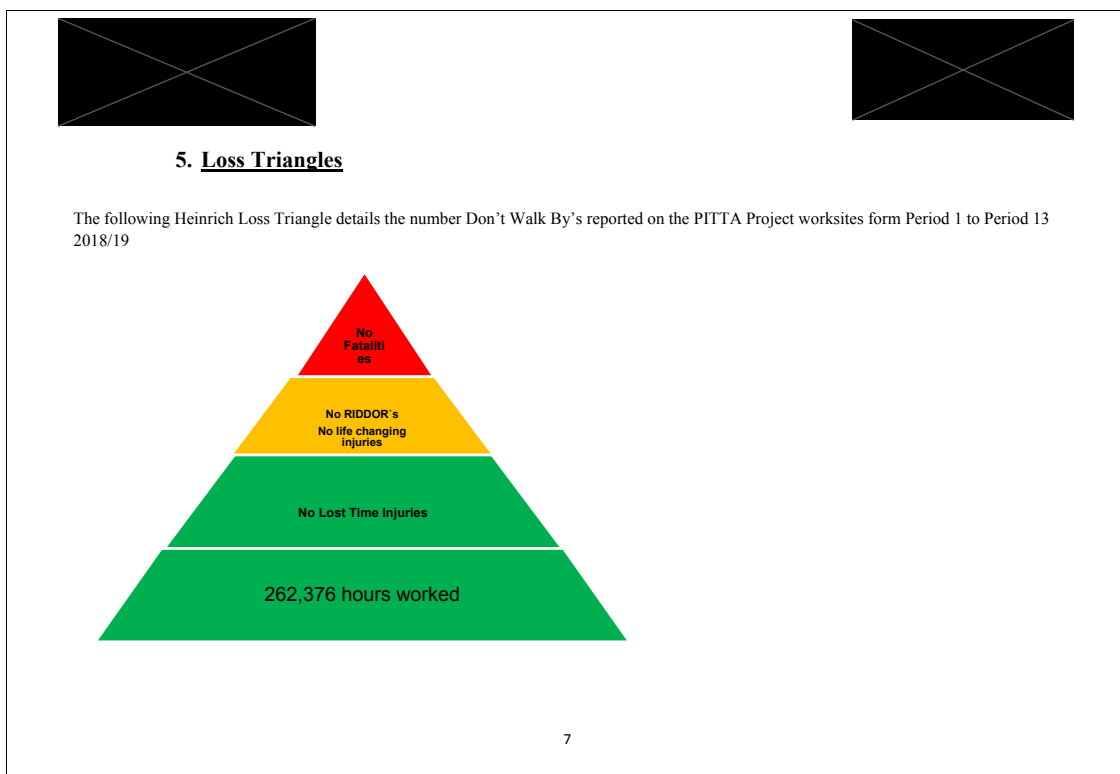 5. Loss Triangles
The following Heinrich Loss Triangle details the number Don’t Walk By’s reported on the PITTA Project worksites form Period 1 to Period 13
2018/19
No
Fataliti
es
No RIDDOR`s
No life changing
injuries
No Lost Time Injuries
262,376 hours worked
7